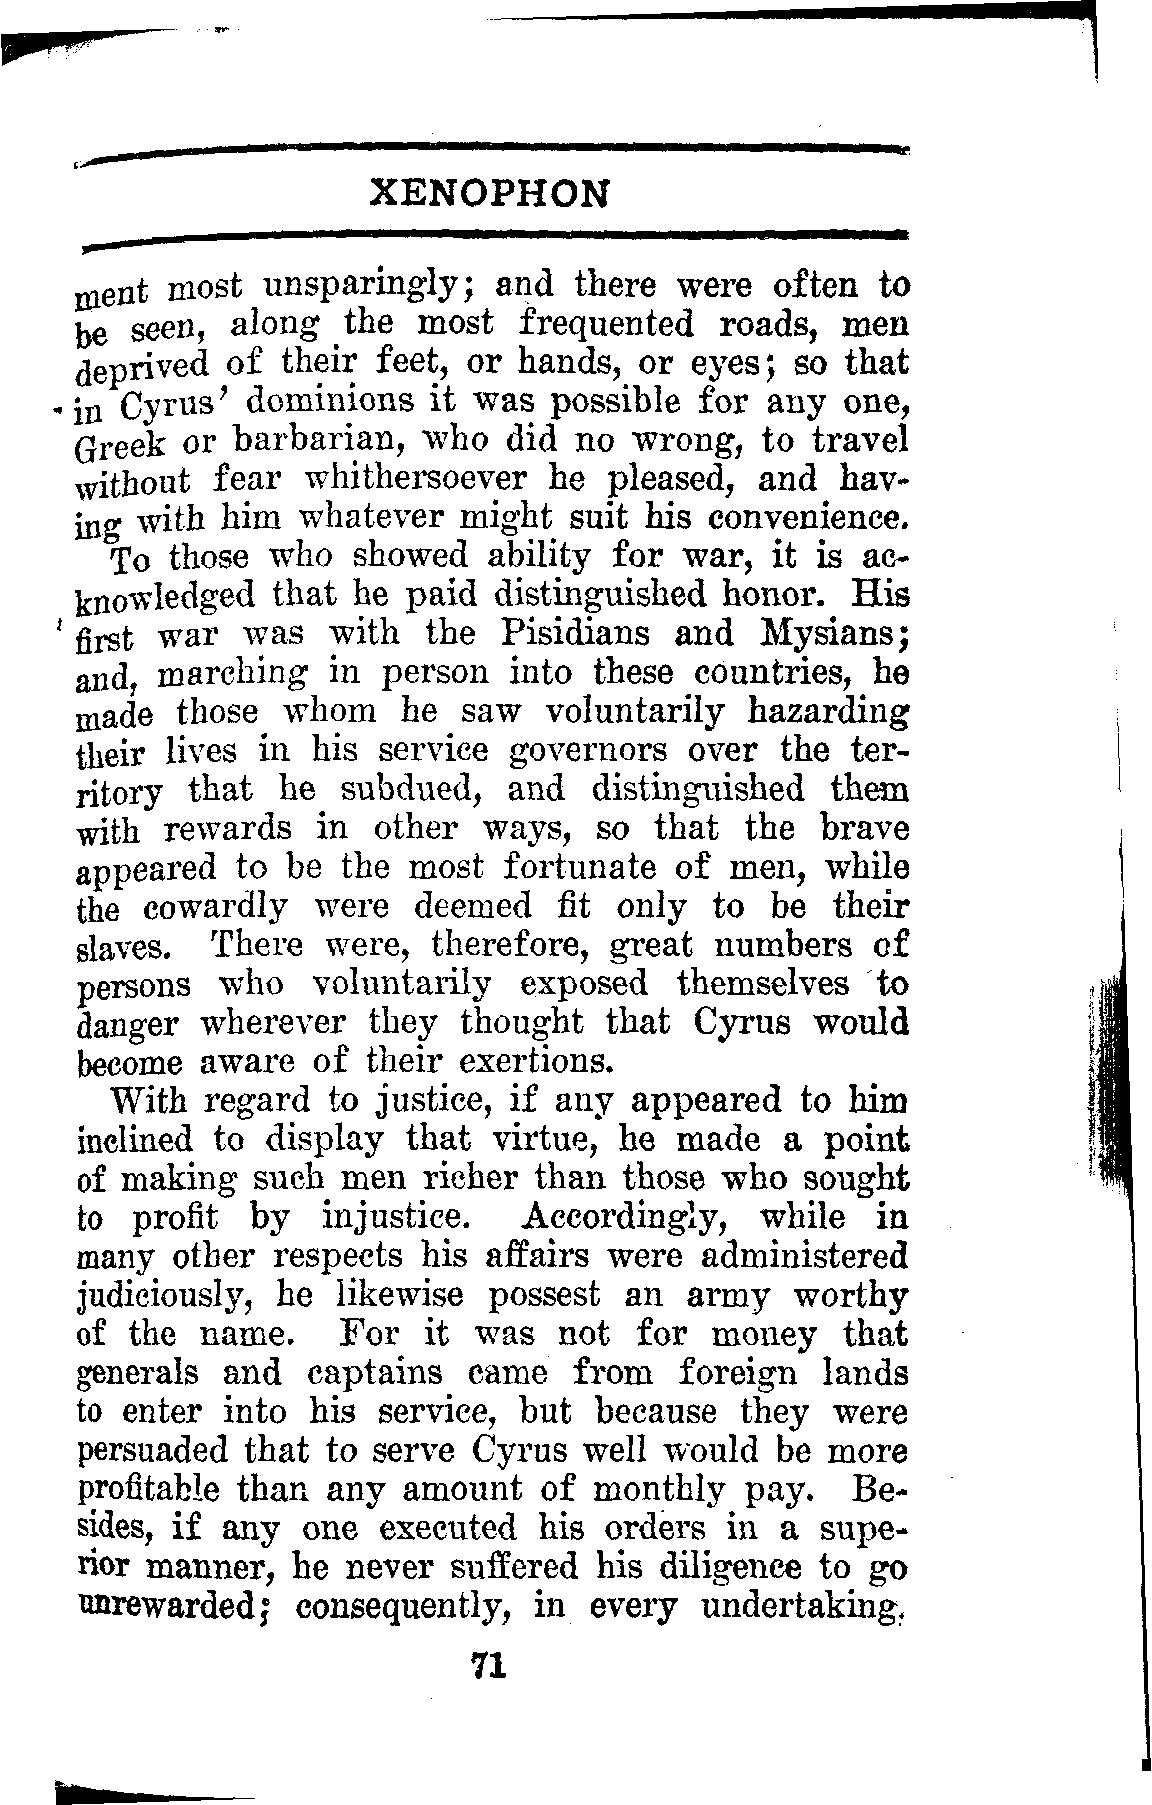 XENOPHON
ment most unsparingly; and there were often to
be seen, along the most frequented roads, men
deprived of their feet, or hands, or eyes; so that
in Cyrus' dominions it was possible for any one,
Greek or barbarian, who did no wrong, to travel
without fear whithersoever he pleased, and hav-
ing with him whatever might suit his convenience.
To those who showed ability for war, it is ac-
knowledged that he paid distinguished honor. His
first war was with the Pisidians and Mysians;
and, marching in person into these countries, he
made those whom he saw voluntarily hazarding
their lives in his service governors over the ter-
ritory that he subdued, and distinguished them
with rewards in other ways, so that the brave
appeared to be the most fortunate of men, while
the cowardly were deemed fit only to be their
slaves. There were, therefore, great numbers of
persons who voluntarily exposed themselves to
danger wherever they thought that Cyrus would
become aware of their exertions.
With regard to justice, if any appeared to him
inclined to display that virtue, he made a point
of making such men richer than those who sought
to profit by injustice. Accordingly, while in
many other respects his affairs were administered
judiciously, he likewise possest an army worthy
of the name. For it was not for money that
generals and captains came from foreign lands
to enter into his service, but because they were
persuaded that to serve Cyrus well would be more
profitable than any amount of monthly pay. Be-
sides, if any one executed his orders in a supe-
rior manner, he never suffered his diligence to go
unrewarded; consequently, in every undertaking,
71